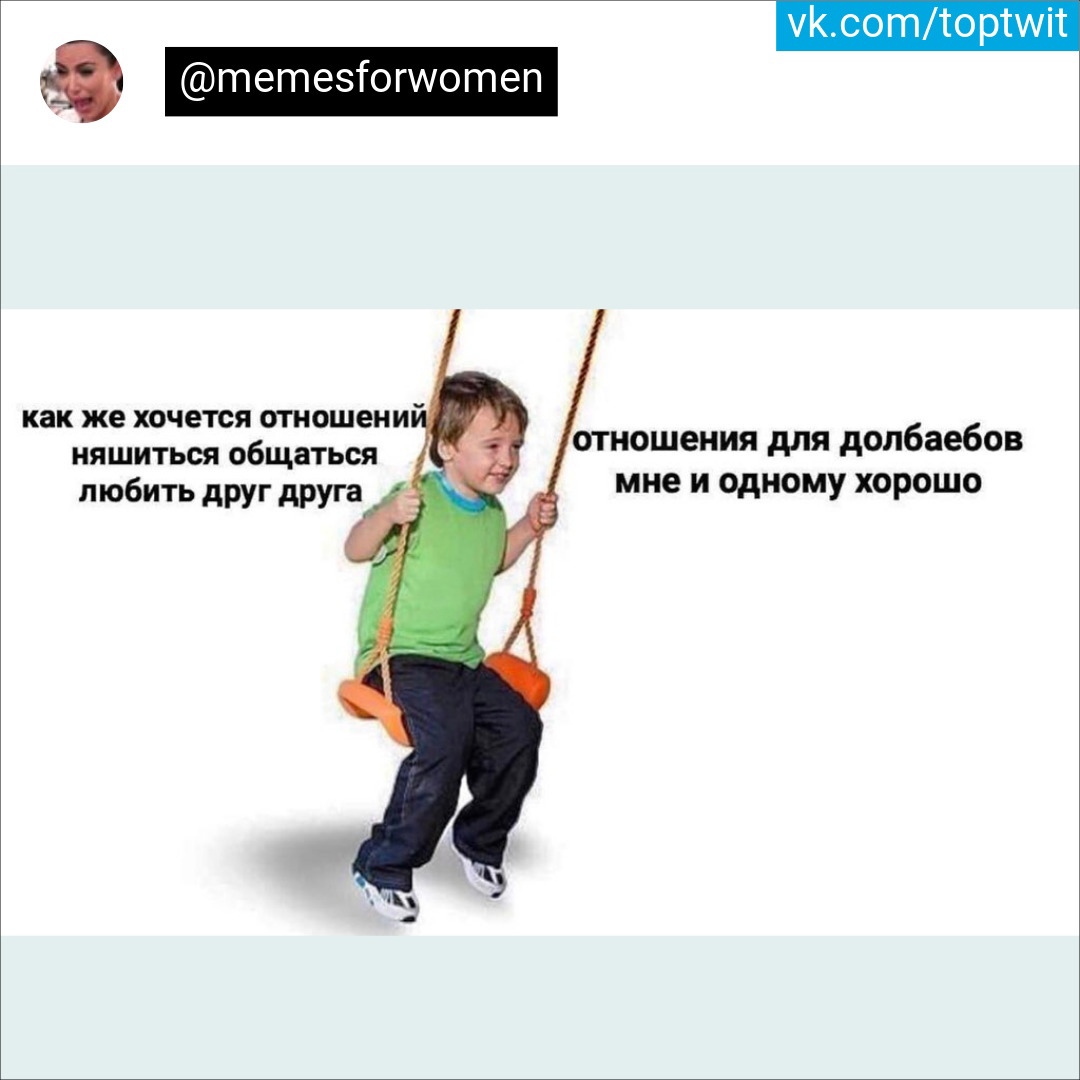 vk.com/toptwit
@memesforwomen
как же хочется отношений
няшиться общаться
любить друг друга
отношения для долбаебов
мне и одному хорошо